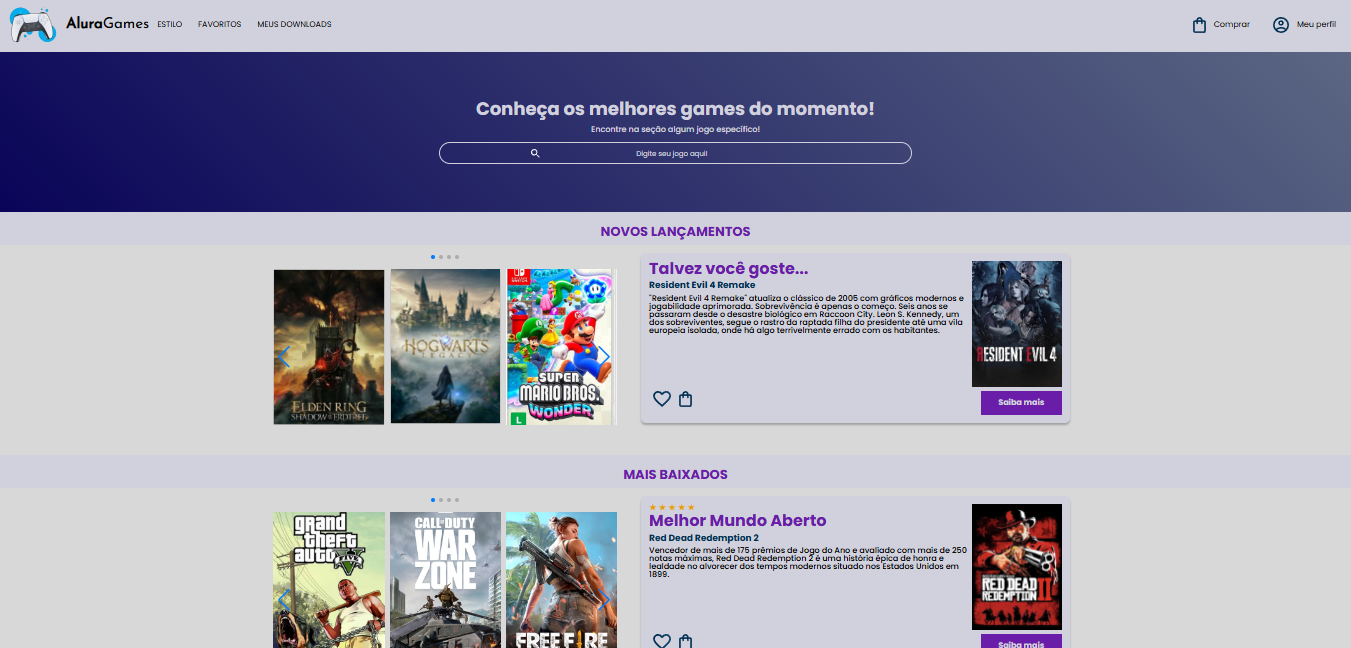 AluraGames ESTILO FAVORITOS MEUS DOWNLOADS Comprar Meu perfil
Conheça os melhores games do momento!
Encontre na seção algum jogo específico!
Digite seu jogo aqui!
NOVOS LANÇAMENTOS
ELDEN RING
SHADOW OF THE ERDTREE
HOGWARTS
LEGACY
SUPER
MARIO BROS.
WONDER
L
Talvez você goste...
Resident Evil 4 Remake
"Resident Evil 4 Remake" atualiza o clássico de 2005 com gráficos modernos e
jogabilidade aprimorada. Sobrevivência é apenas o começo. Seis anos se
passaram desde o desastre biológico em Raccoon City. Leon S. Kennedy, um
dos sobreviventes, segue o rastro da raptada filha do presidente até uma vila
europeia isolada, onde há algo terrivelmente errado com os habitantes.
RESIDENT EVIL 4
Saiba mais
MAIS BAIXADOS
grand
theft
auto V
CALL OF DUTY
WAR
ZONE
FREE FIRE
Melhor Mundo Aberto
Red Dead Redemption 2
Vencedor de mais de 175 prêmios de Jogo do Ano e avaliado com mais de 250
notas máximas, Red Dead Redemption 2 é uma história épica de honra e
lealdade no alvorecer dos tempos modernos situado nos Estados Unidos em
1899.
RED DEAD
REDEMPTION II
Saiba mais